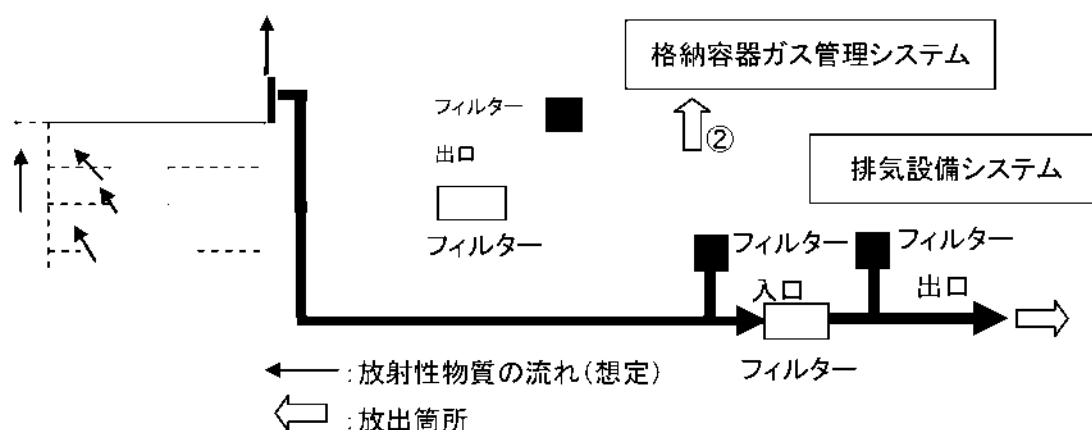 格納容器ガス管理システム
フィルター
②
出口
排気設備システム
フィルター
フィルター
フィルター
入口
出口
フィルター
:放射性物質の流れ(想定)
:放出箇所